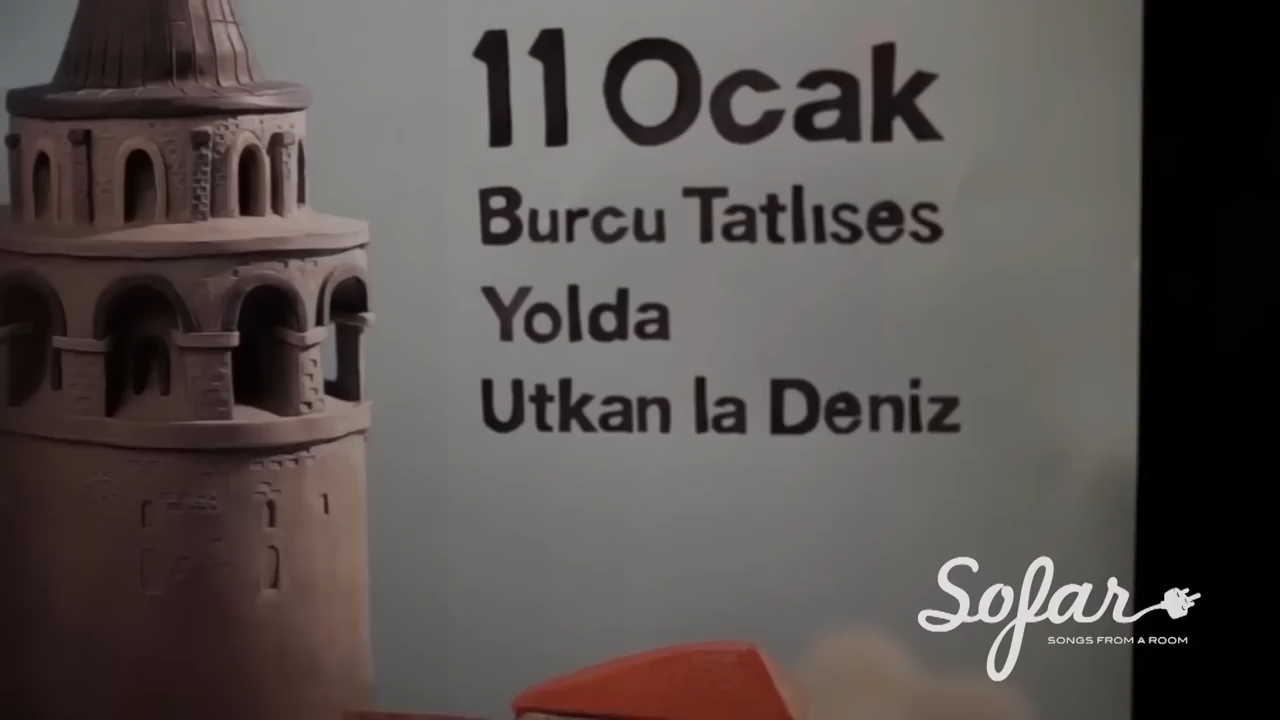 11 Ocak
Burcu Tatlıses
Yolda
Utkan la Deniz
Sofar
SONGS FROM A ROOM